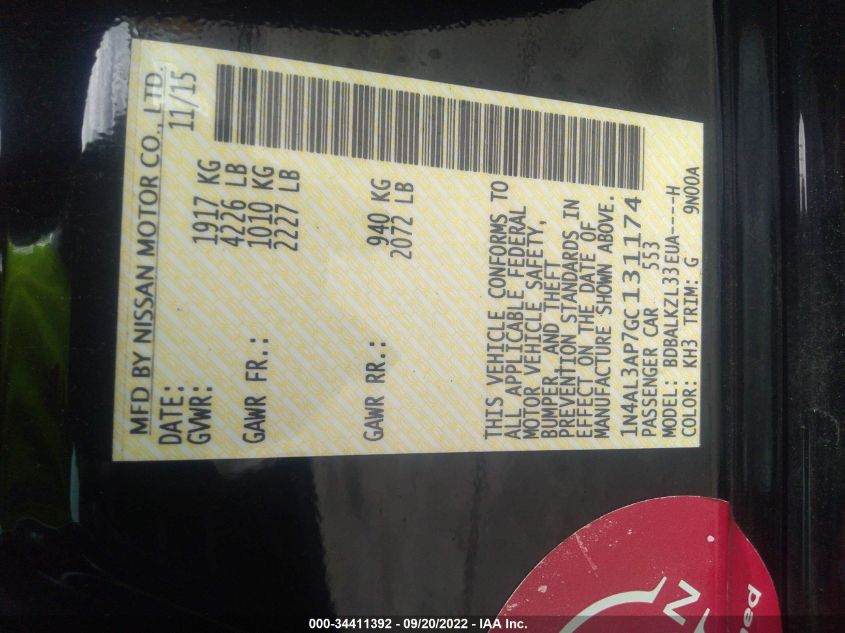 MFD BY NISSAN MOTOR CO., LTD.
DATE: 11/15
GVWR: 1917 KG
4226 LB
GAWR FR.: 1010 KG
2227 LB
GAWR RR.: 940 KG
2072 LB
THIS VEHICLE CONFORMS TO
ALL APPLICABLE FEDERAL
MOTOR VEHICLE SAFETY,
BUMPER, AND THEFT
PREVENTION STANDARDS IN
EFFECT ON THE DATE OF
MANUFACTURE SHOWN ABOVE.
1N4AL3AP7GC131174
PASSENGER CAR 553
MODEL: BDBALKZL33EUA----H
COLOR: KH3 TRIM: G 9N00A
000-34411392 - 09/20/2022 - IAA Inc.